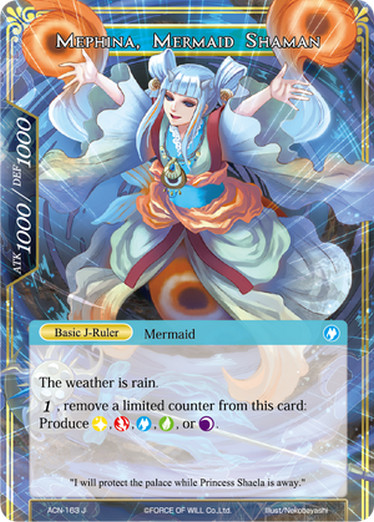 Mephina, Mermaid Shaman
ATK 1000 / DEF 1000
Basic J-Ruler Mermaid
The weather is rain.
1 , remove a limited counter from this card:
Produce , , , , or .
"I will protect the palace while Princess Shaela is away."
ACN-163 J ©FORCE OF WILL Co.,Ltd. Illust/Nekobayashi